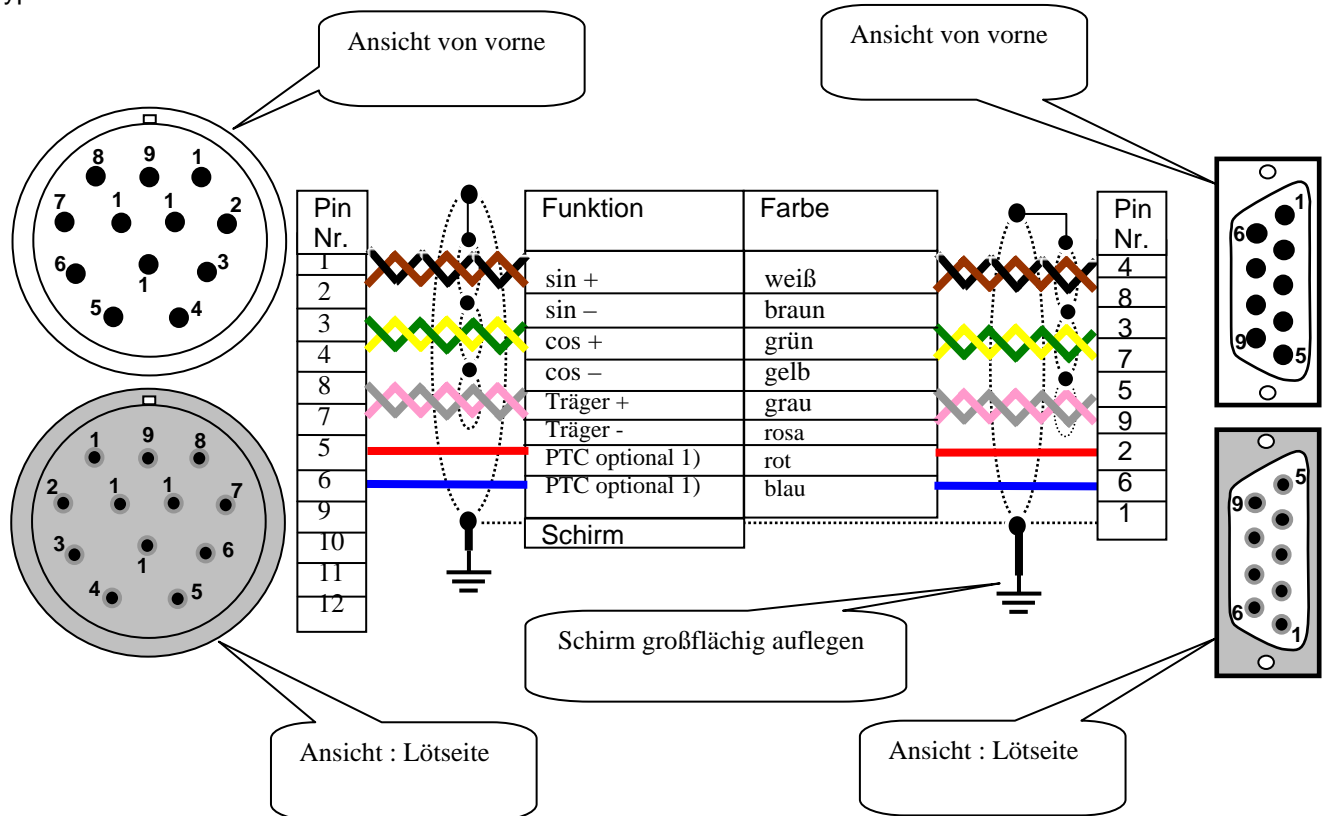 yp
Ansicht von vorne
Ansicht von vorne
8 9 1
7 1 1 2
6 1 3
5 4
1 9 8
2 1 1 7
3 1 6
4 5
Pin
Nr.
1
2
3
4
8
7
5
6
9
10
11
12
Funktion Farbe
sin + weiß
sin – braun
cos + grün
cos – gelb
Träger + grau
Träger - rosa
PTC optional 1) rot
PTC optional 1) blau
Schirm
Pin
Nr.
4
8
3
7
5
9
2
6
1
1
6
9
5
5
9
6
1
Schirm großflächig auflegen
Ansicht : Lötseite
Ansicht : Lötseite